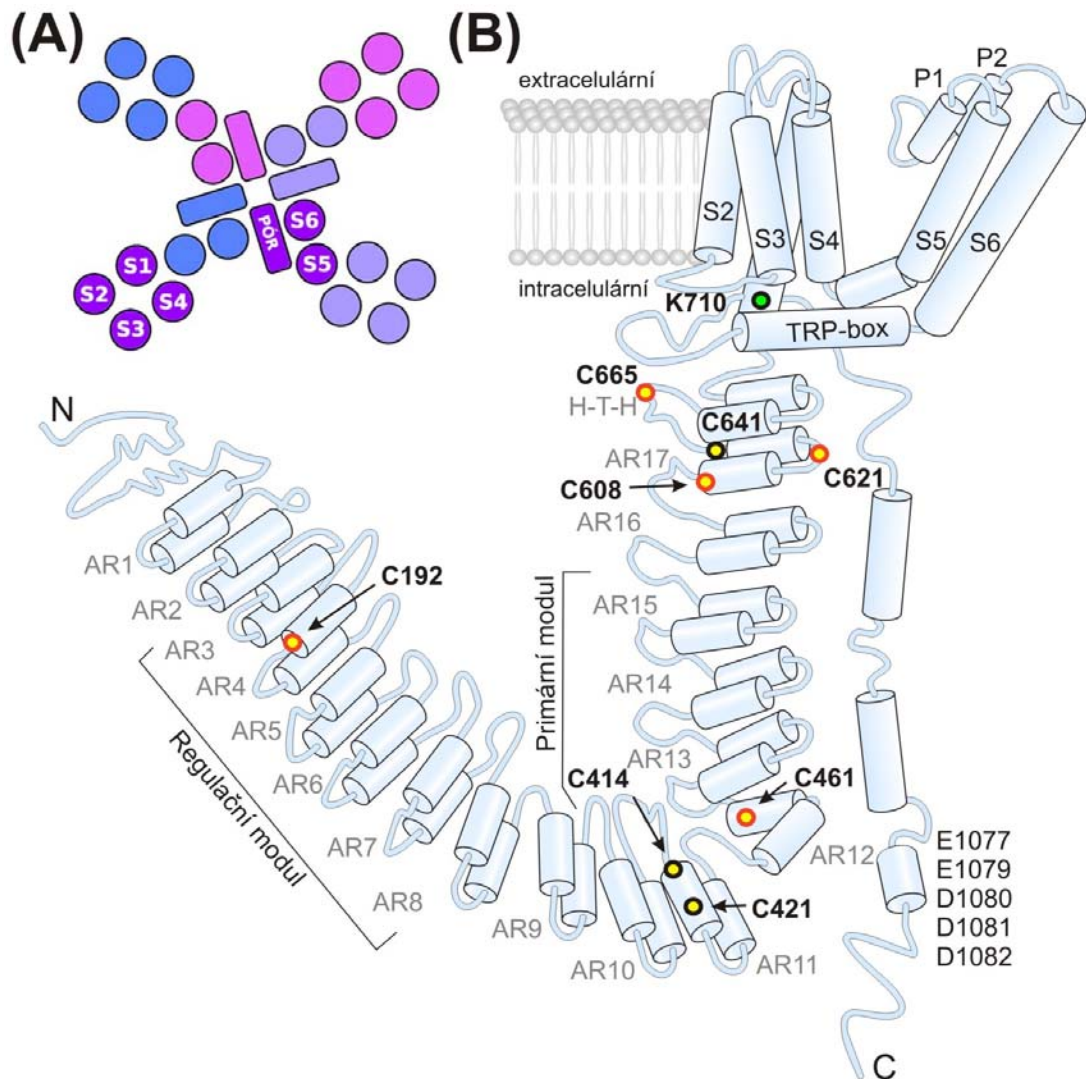 (A)
PÓR
S6
S5
S1
S2
S4
S3
(B)
extracelulární
intracelulární
P1
P2
S2
S3
S4
S5
S6
K710
TRP-box
C665
H-T-H
C641
AR17
C608
C621
AR16
N
AR1
AR2
AR3
AR4
AR5
AR6
AR7
AR8
AR9
AR10
AR11
AR12
AR13
AR14
AR15
C192
Regulační modul
Primární modul
C414
C461
C421
E1077
E1079
D1080
D1081
D1082
C